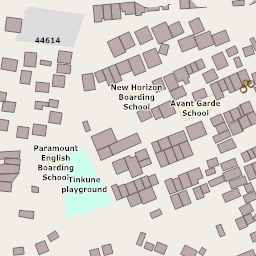 44614
New Horizon
Boarding
School
Avant Garde
School
Paramount
English
Boarding
School
Tinkune
playground